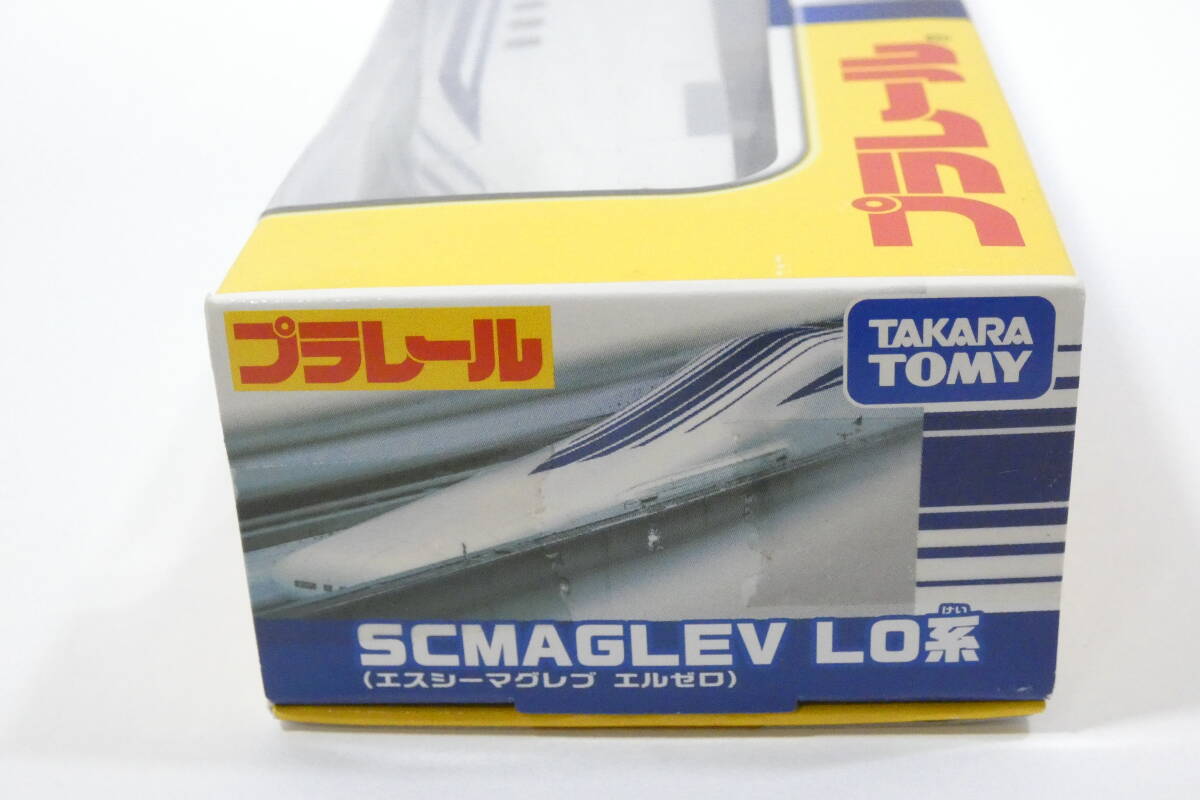 プラレール®
プラレール
TAKARA
TOMY
けい
SCMAGLEV L0系
(エスシーマグレブ エルゼロ)